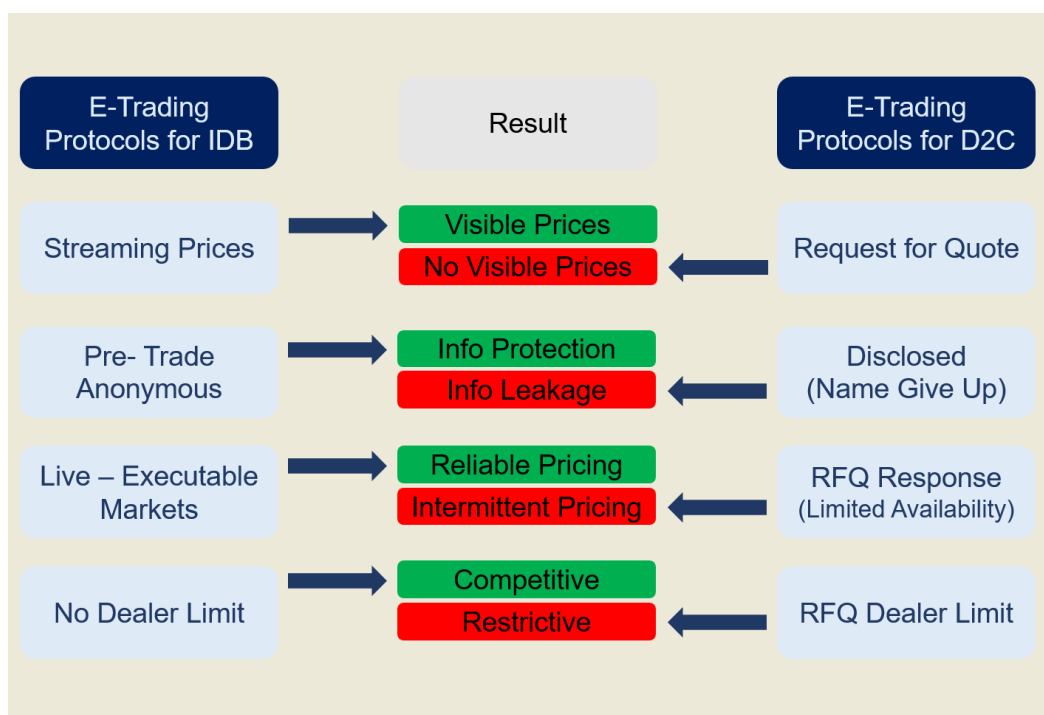 E-Trading
Protocols for IDB
Result
E-Trading
Protocols for D2C
Streaming Prices
Visible Prices
No Visible Prices
Request for Quote
Pre- Trade
Anonymous
Info Protection
Info Leakage
Disclosed
(Name Give Up)
Live – Executable
Markets
Reliable Pricing
Intermittent Pricing
RFQ Response
(Limited Availability)
No Dealer Limit
Competitive
Restrictive
RFQ Dealer Limit